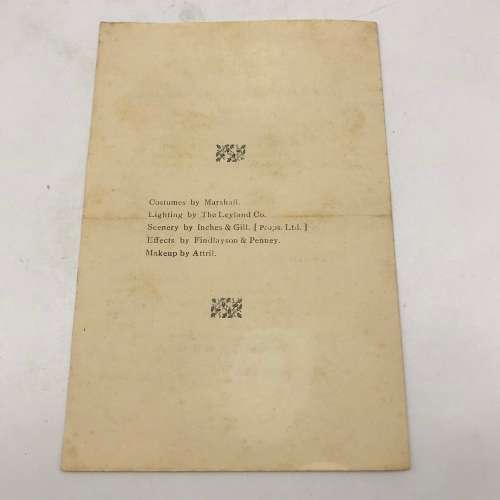 Costumes by Marshall.
Lighting by The Leyland Co.
Scenery by Inches & Gill. [ Props. Ltd. ]
Effects by Findlayson & Penney.
Makeup by Attril.